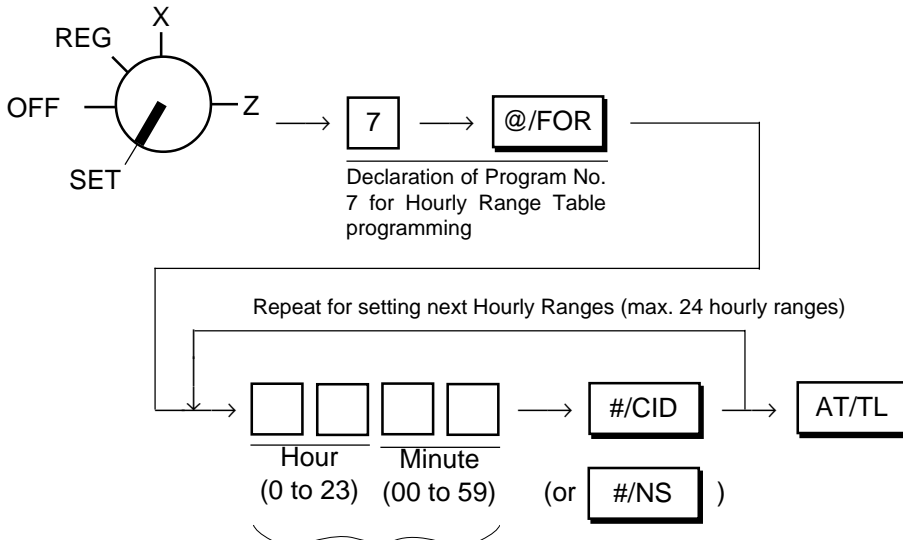 X
REG
OFF
Z
SET
7
@/FOR
Declaration of Program No.
7 for Hourly Range Table
programming
Repeat for setting next Hourly Ranges (max. 24 hourly ranges)
#/CID
AT/TL
Hour Minute
(0 to 23) (00 to 59)
(or #/NS )